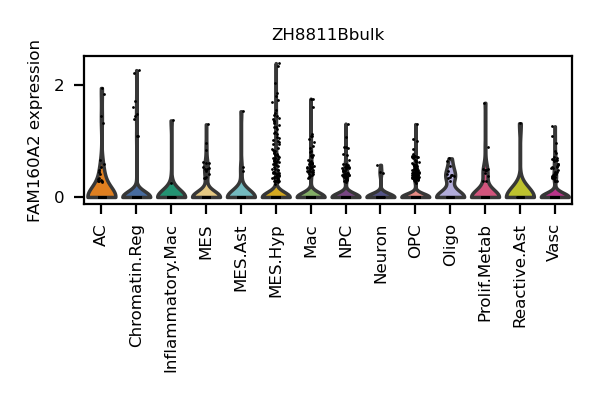 ZH8811Bbulk
FAM160A2 expression
2
0
AC
Chromatin.Reg
Inflammatory.Mac
MES
MES.Ast
MES.Hyp
Mac
NPC
Neuron
OPC
Oligo
Prolif.Metab
Reactive.Ast
Vasc